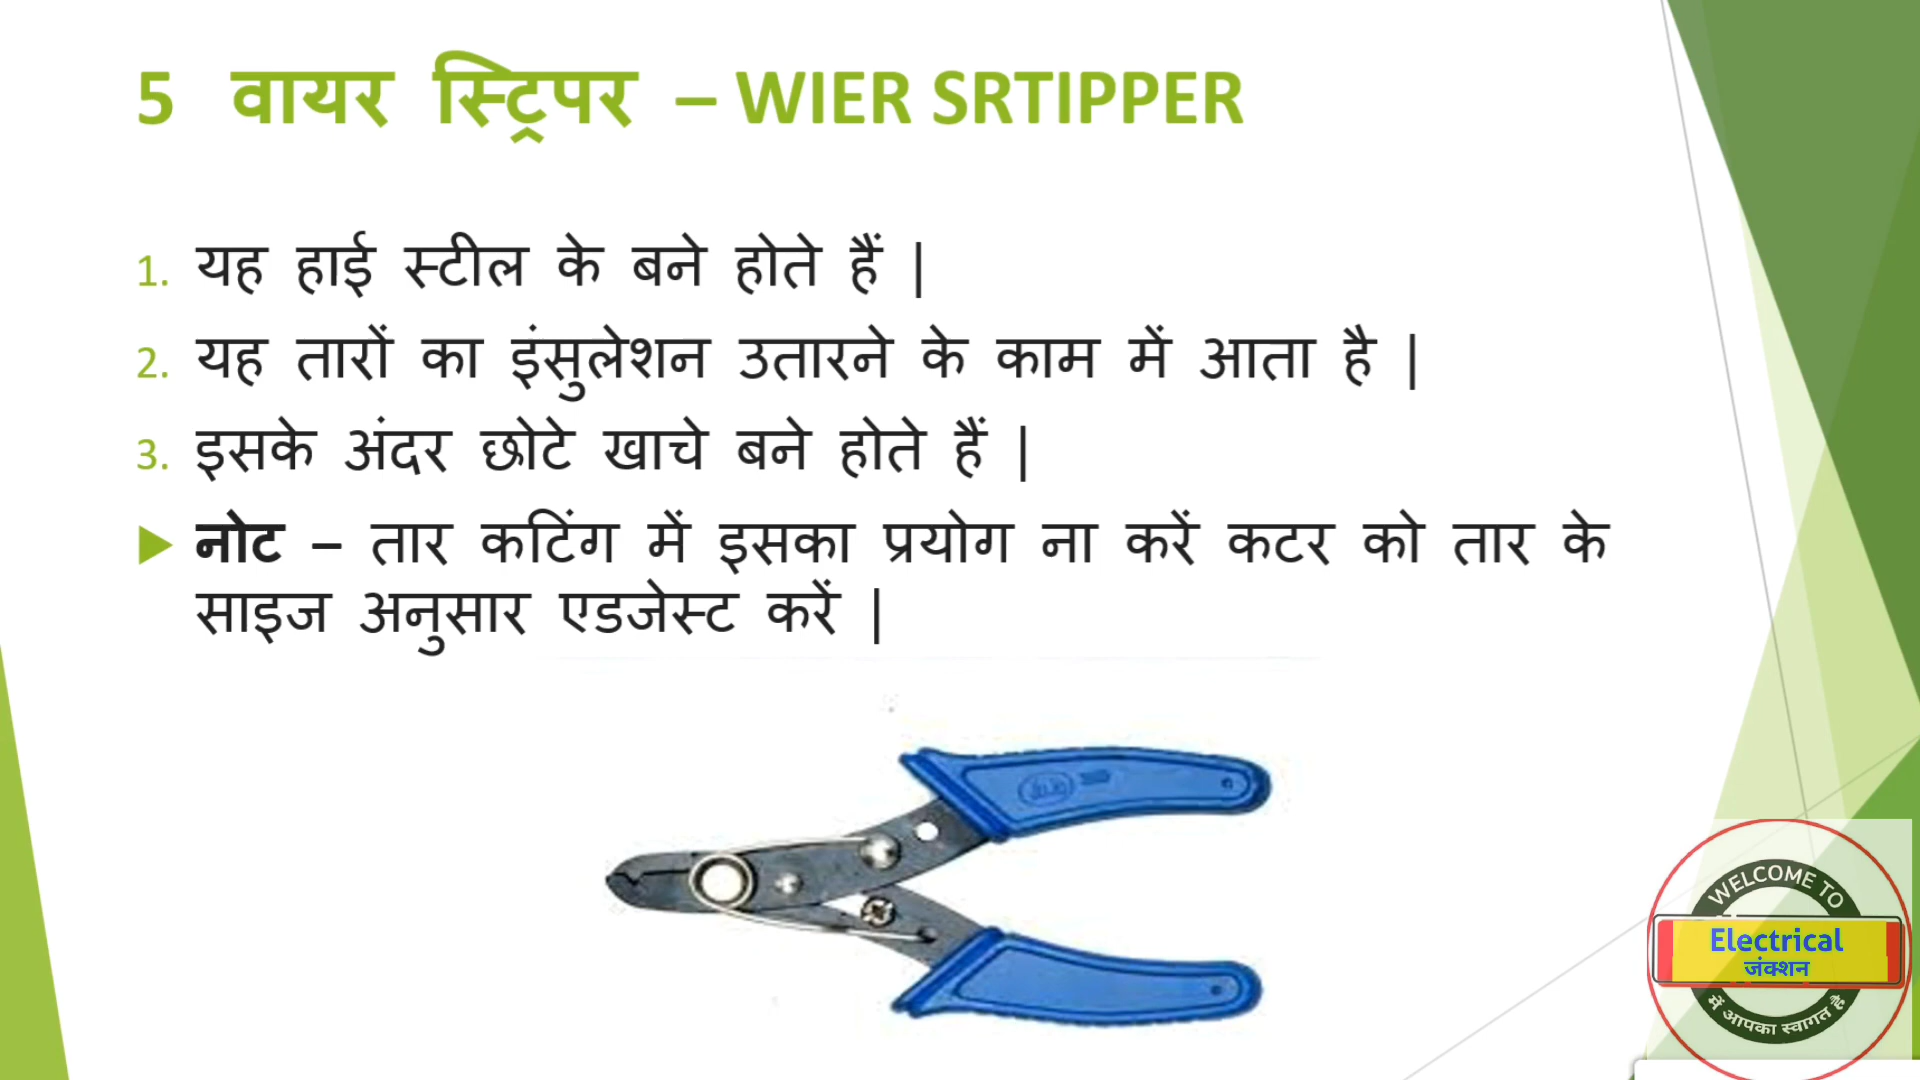 5 वायर स्ट्रिपर – WIER SRTIPPER
1. यह हाई स्टील के बने होते हैं |
2. यह तारों का इंसुलेशन उतारने के काम में आता है |
3. इसके अंदर छोटे खाचे बने होते हैं |
नोट – तार कटिंग में इसका प्रयोग ना करें कटर को तार के
साइज अनुसार एडजेस्ट करें |
WELCOME TO
Electrical
जंक्शन
में आपका स्वागत है